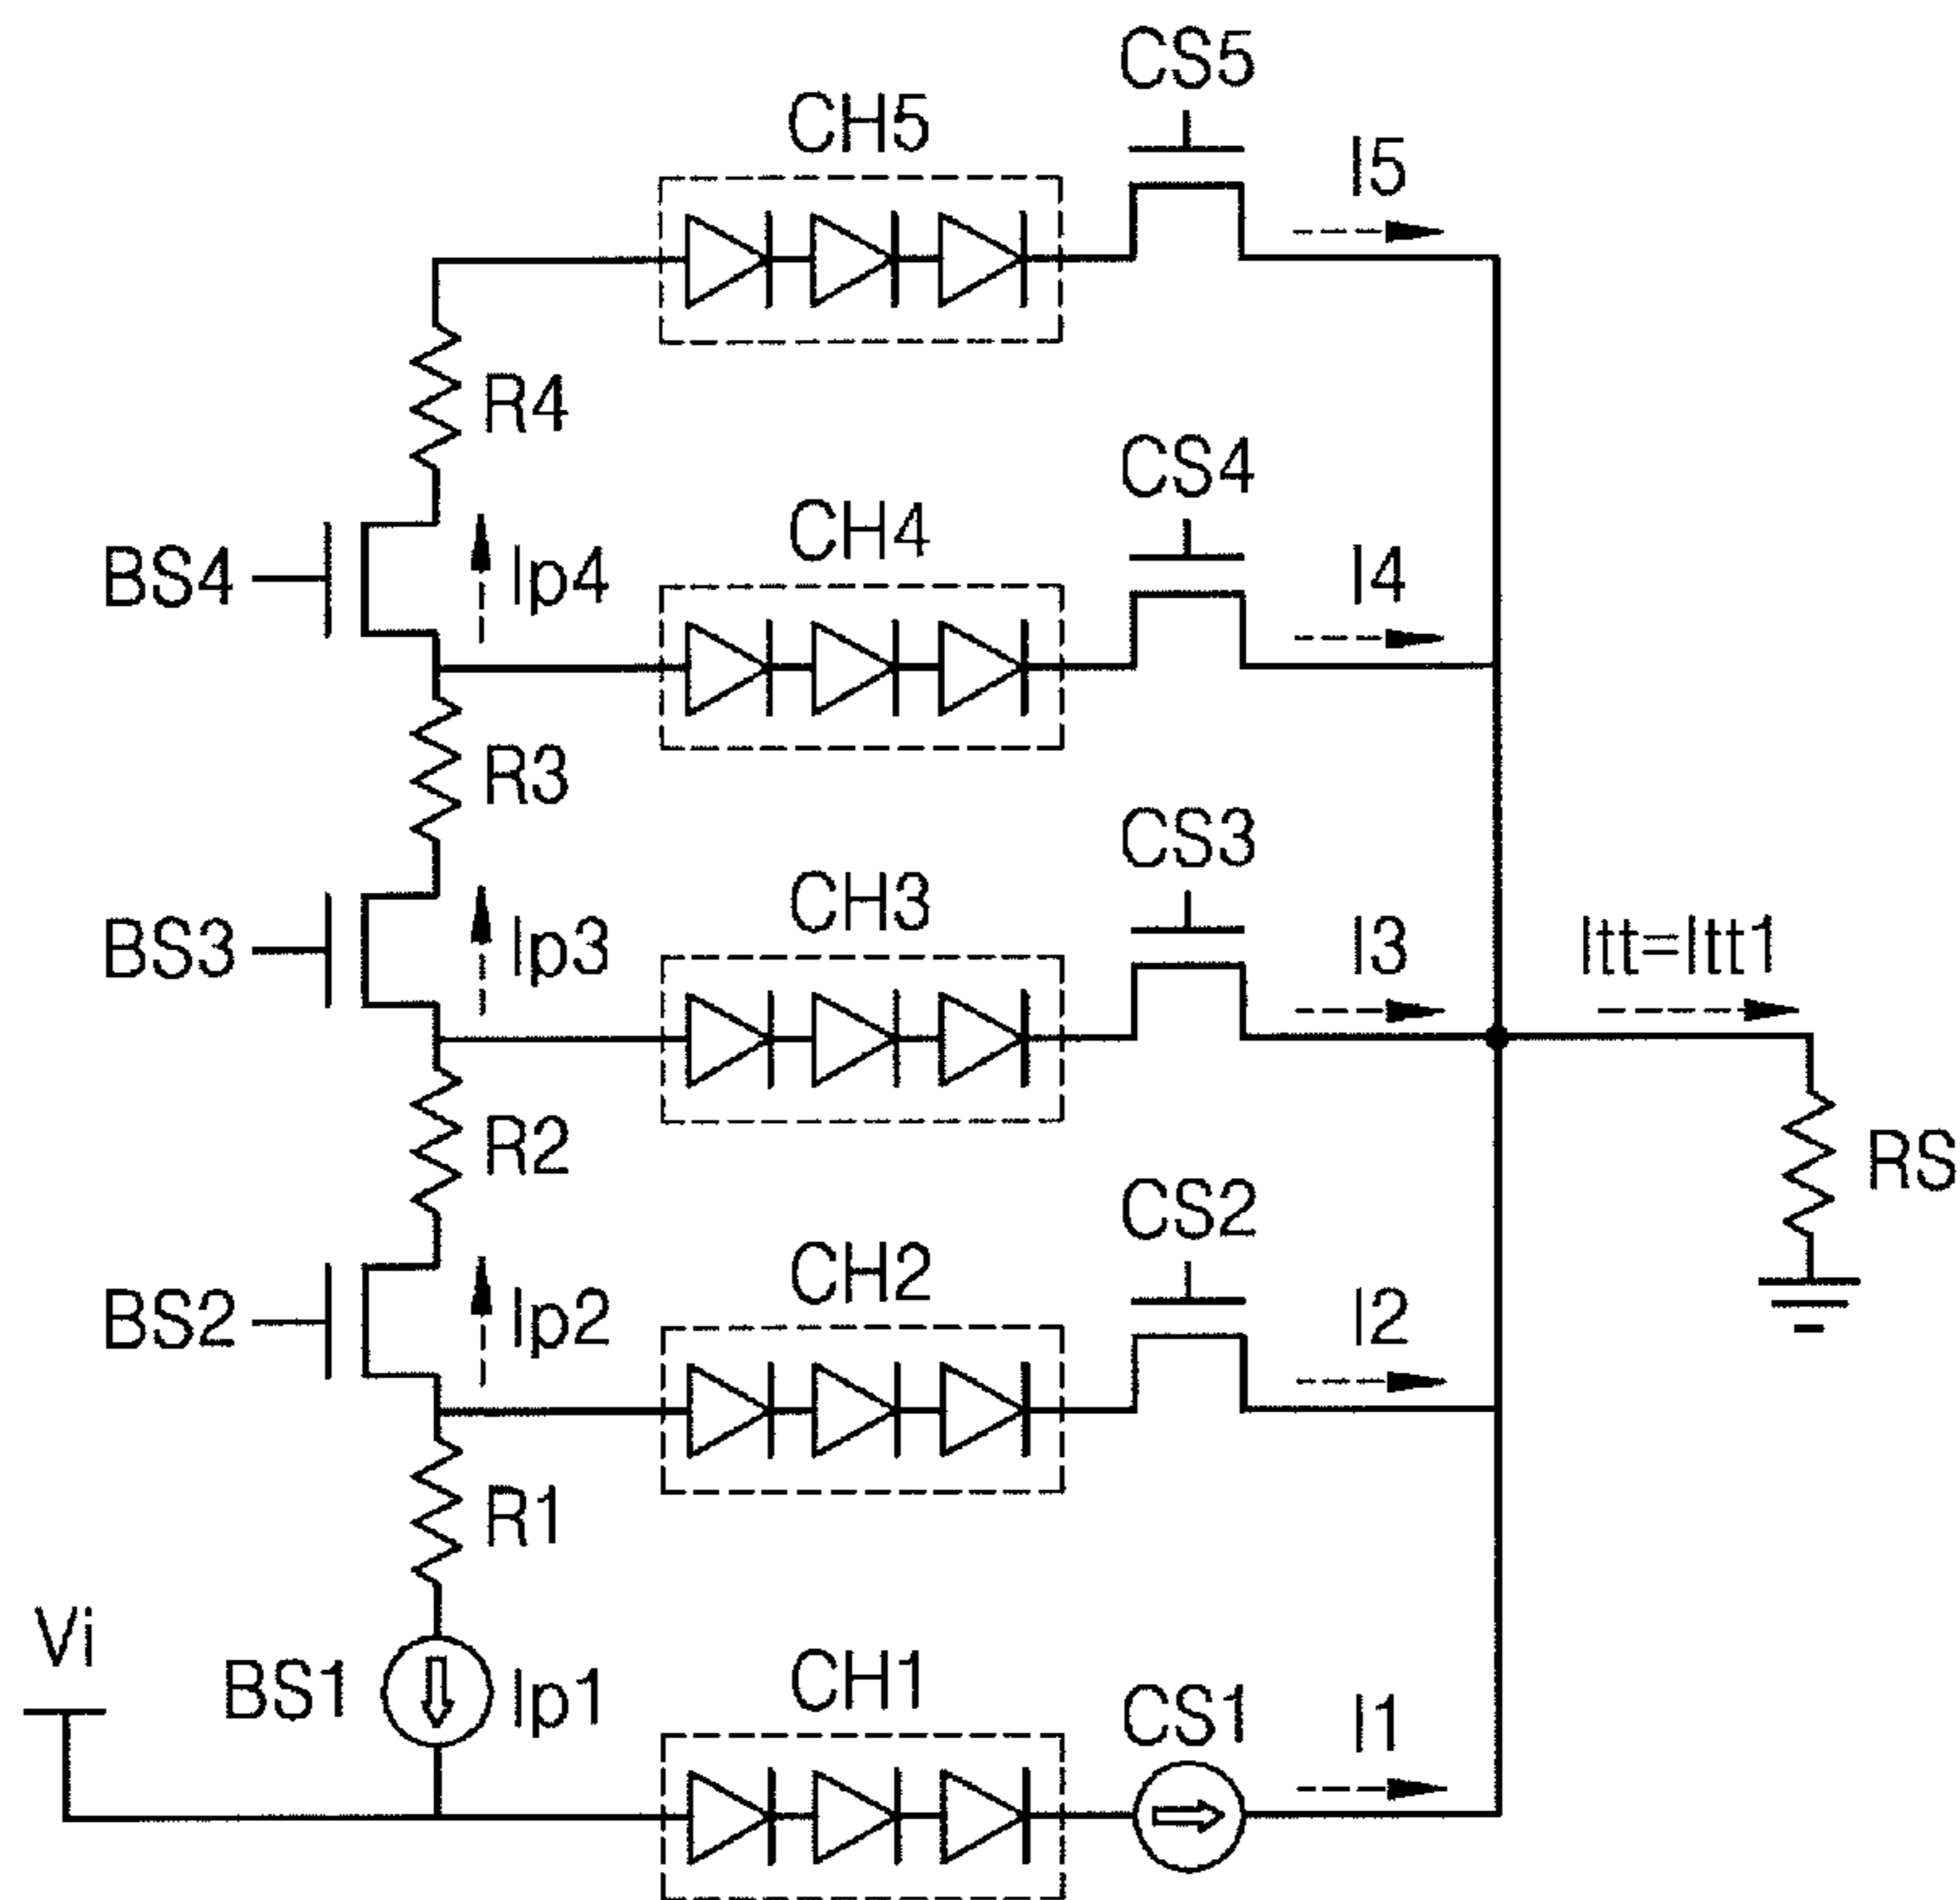 CS5
CH5
I5
R4
CS4
CH4
BS4
Ip4
I4
R3
CS3
CH3
BS3
Ip3
I3
Itt=Itt1
R2
RS
CS2
CH2
BS2
Ip2
I2
R1
Vi
BS1
Ip1
CH1
CS1
I1